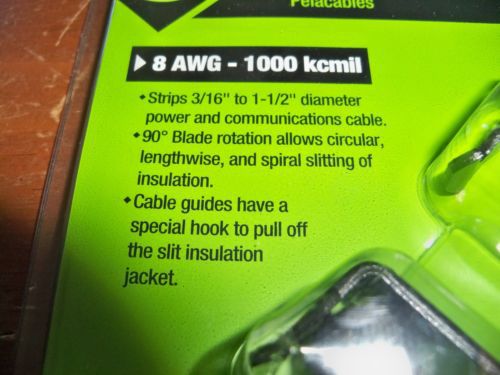 Pelacables
8 AWG - 1000 kcmil
Strips 3/16" to 1-1/2" diameter
power and communications cable.
90° Blade rotation allows circular,
lengthwise, and spiral slitting of
insulation.
Cable guides have a
special hook to pull off
the slit insulation
jacket.